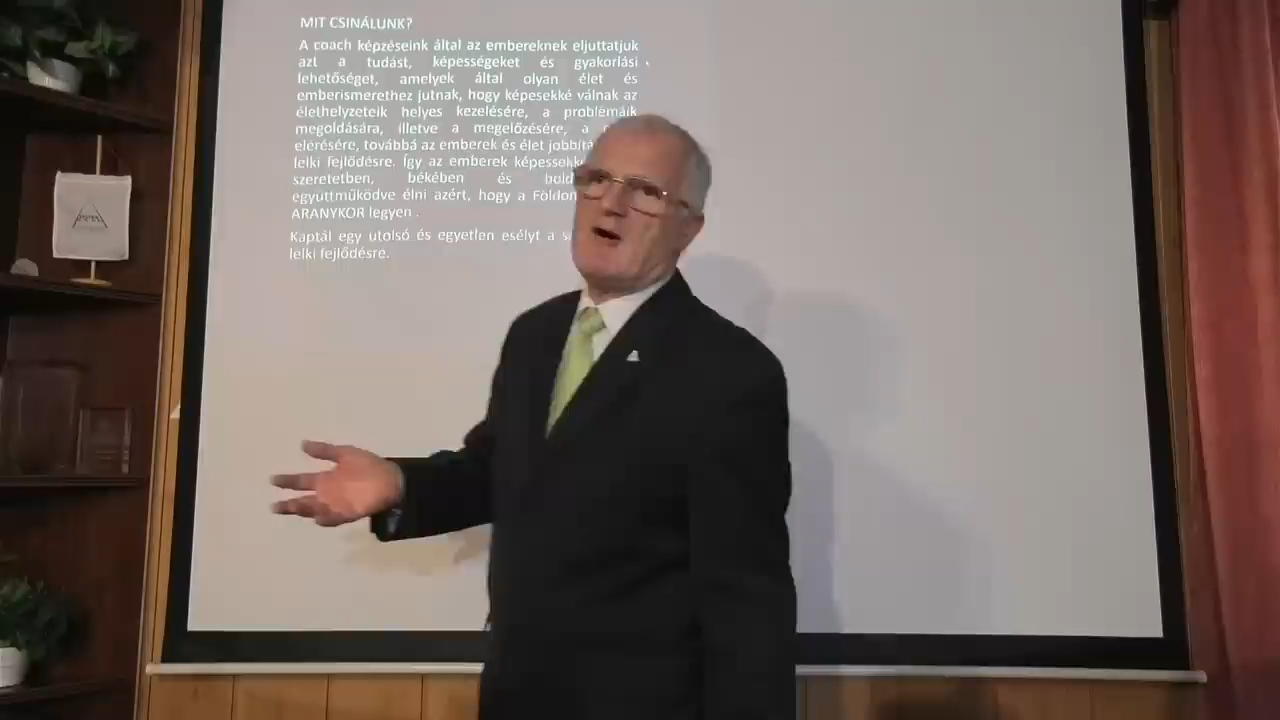 MIT CSINÁLUNK?
A coach képzéseink által az embereknek eljuttatjuk
azt a tudást, képességeket és gyakorlási
lehetőséget, amelyek által olyan élet és
emberismerethez jutnak, hogy képesekké válnak az
élethelyzeteik helyes kezelésére, a problémáik
megoldására, illetve a megelőzésére, a
elérésére, továbbá az emberek és élet
lelki fejlődésre. Így az emberek
szeretetben, békében és
együttműködve élni azért, hogy a Földön
ARANYKOR legyen .
Kaptál egy utolsó és egyetlen esélyt a
lelki fejlődésre.